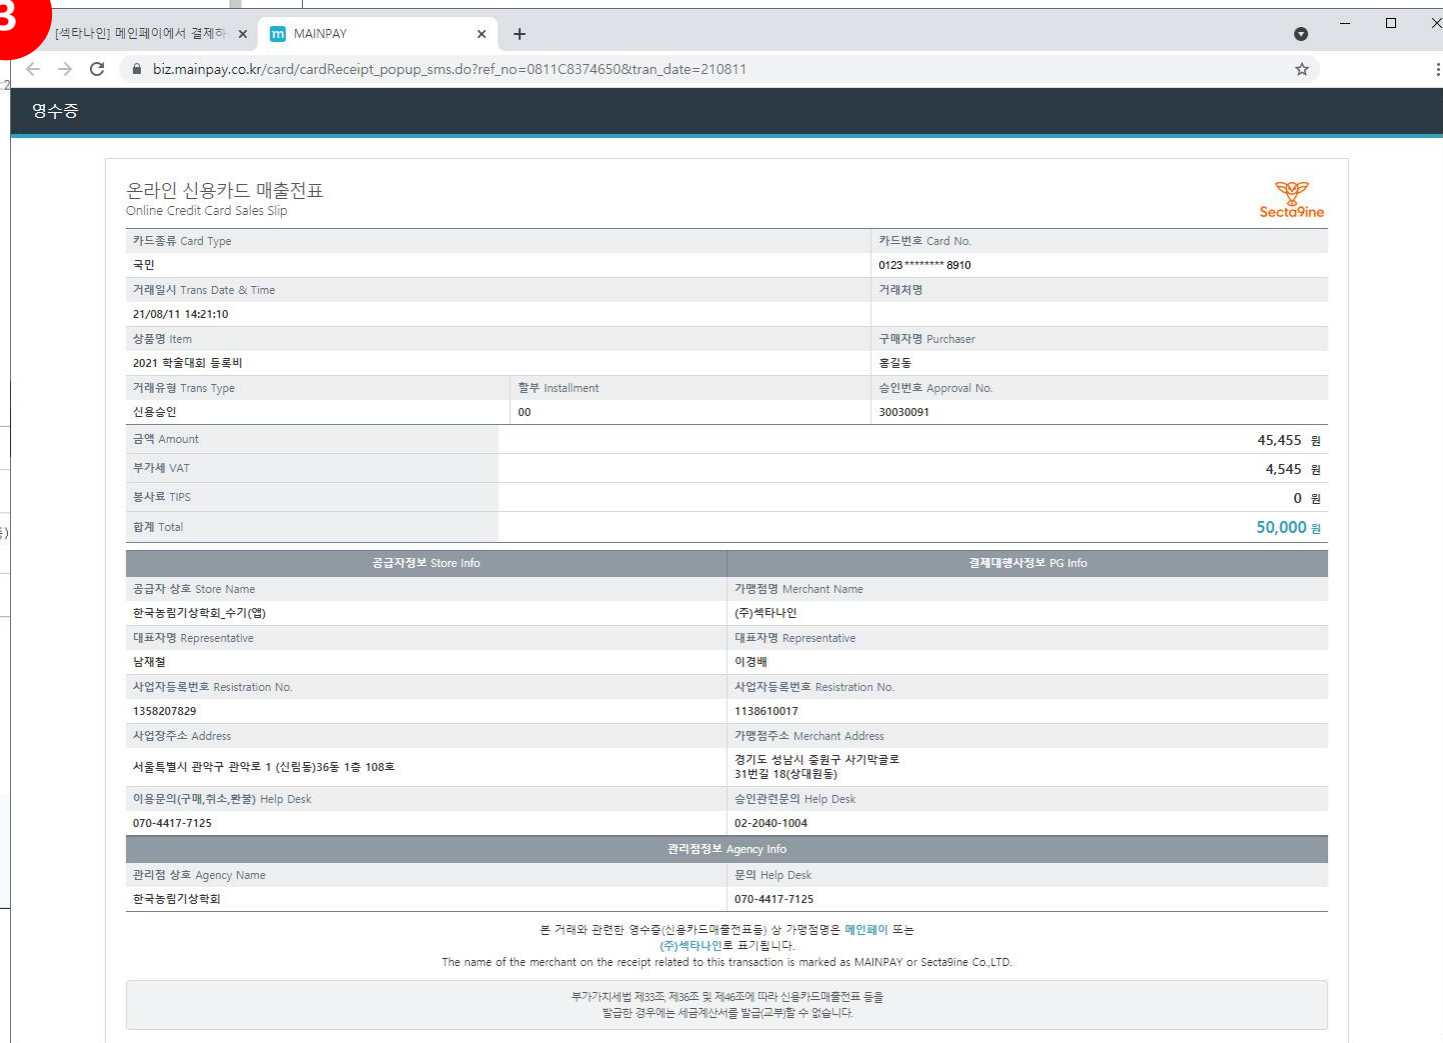 3
[섹타나인] 메인페이에서 결제하
m MAINPAY
biz.mainpay.co.kr/card/cardReceipt_popup_sms.do?ref_no=0811C8374650&tran_date=210811
영수증
온라인 신용카드 매출전표
Online Credit Card Sales Slip
Secta9ine
카드종류 Card Type 카드번호 Card No.
국민 0123 ******** 8910
거래일시 Trans Date & Time 거래처명
21/08/11 14:21:10
상품명 Item 구매자명 Purchaser
2021 학술대회 등록비 홍길동
거래유형 Trans Type 할부 Installment 승인번호 Approval No.
신용승인 00 30030091
금액 Amount 45,455 원
부가세 VAT 4,545 원
봉사료 TIPS 0 원
합계 Total 50,000 원
공급자정보 Store Info 결제대행사정보 PG Info
공급자 상호 Store Name 가맹점명 Merchant Name
한국농림기상학회_수기(앱) (주)섹타나인
대표자명 Representative 대표자명 Representative
남재철 이경배
사업자등록번호 Resistration No. 사업자등록번호 Resistration No.
1358207829 1138610017
사업장주소 Address 가맹점주소 Merchant Address
서울특별시 관악구 관악로 1 (신림동)36동 1층 108호 경기도 성남시 중원구 사기막골로
31번길 18(상대원동)
이용문의(구매,취소,환불) Help Desk 승인관련문의 Help Desk
070-4417-7125 02-2040-1004
관리점정보 Agency Info
관리점 상호 Agency Name 문의 Help Desk
한국농림기상학회 070-4417-7125
본 거래와 관련한 영수증(신용카드매출전표등) 상 가맹점명은 메인페이 또는
(주)섹타나인로 표기됩니다.
The name of the merchant on the receipt related to this transaction is marked as MAINPAY or Secta9ine Co.,LTD.
부가가치세법 제33조, 제36조 및 제46조에 따라 신용카드매출전표 등을
발급한 경우에는 세금계산서를 발급(교부)할 수 없습니다.